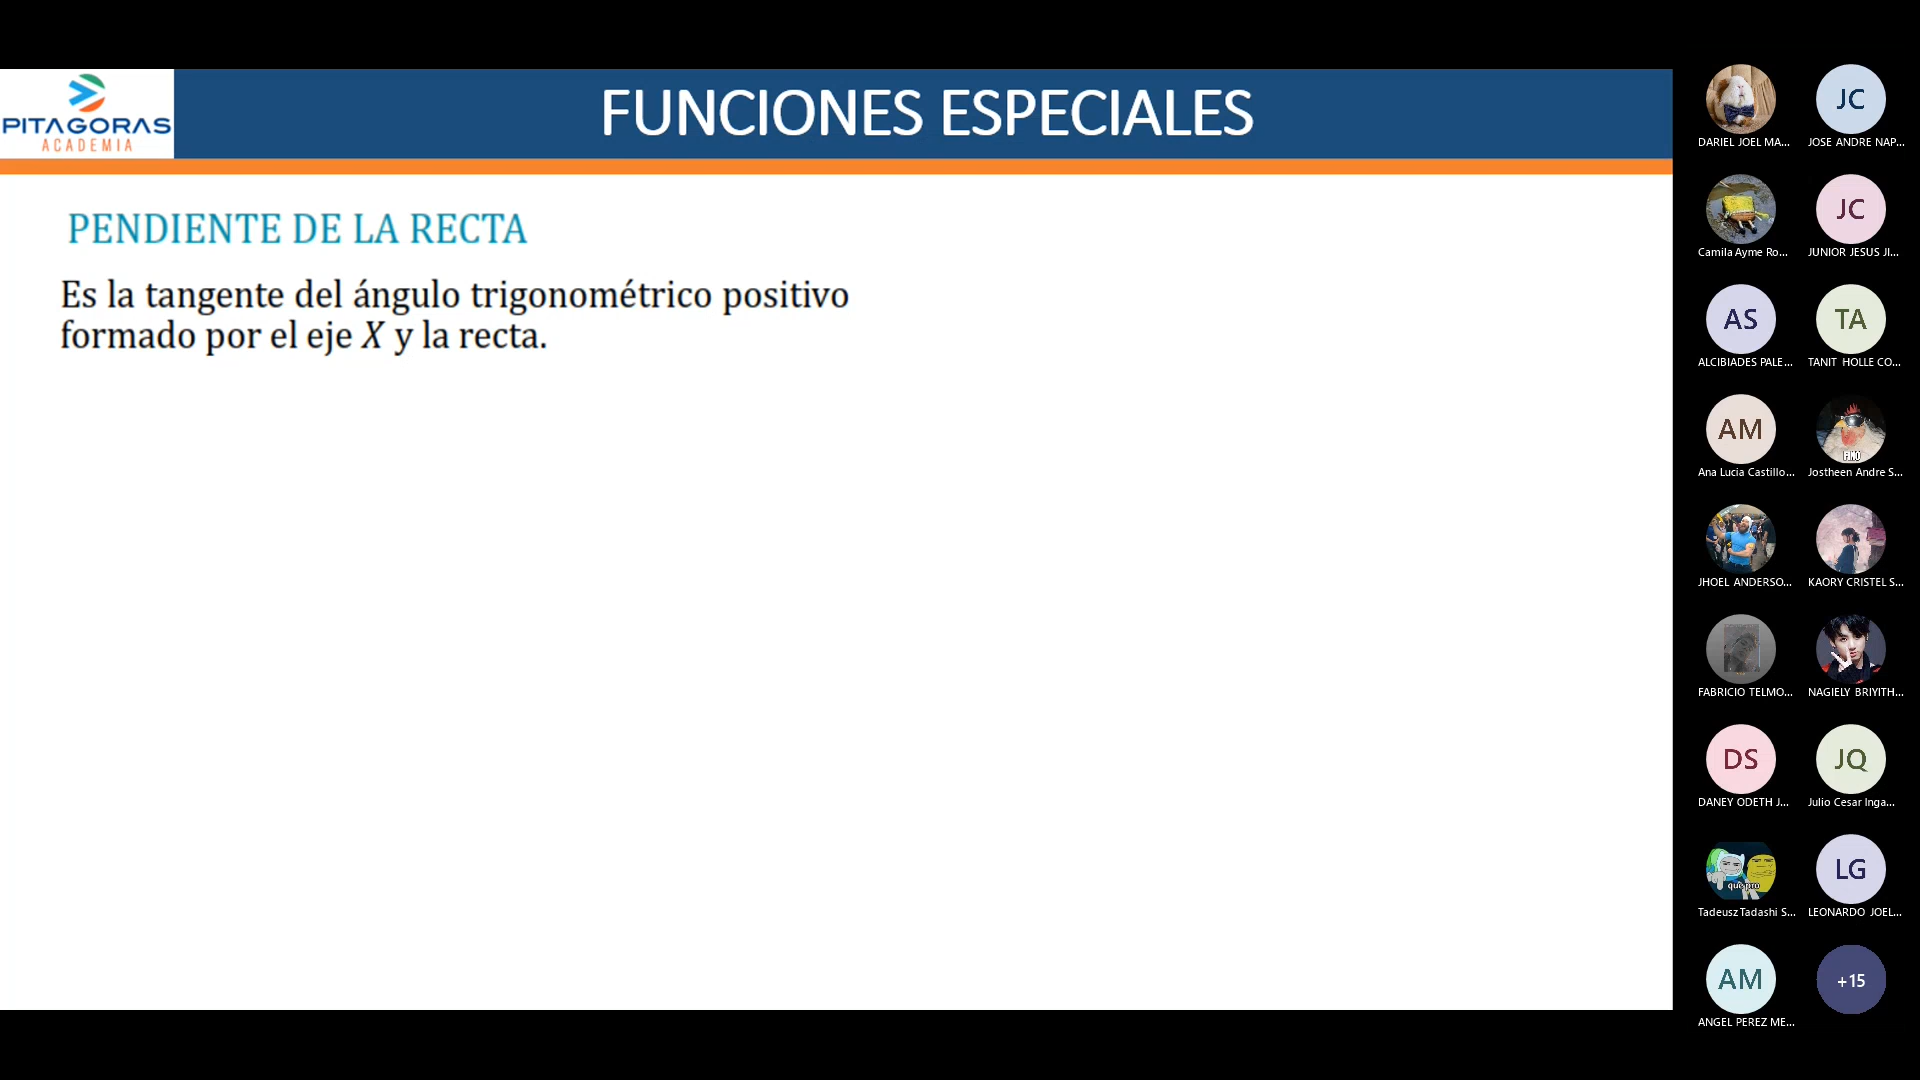 PITAGORAS
ACADEMIA
FUNCIONES ESPECIALES
PENDIENTE DE LA RECTA
Es la tangente del ángulo trigonométrico positivo
formado por el eje X y la recta.
DARIEL JOEL MA...
JC
JOSE ANDRE NAP...
Camila Ayme Ro...
JC
JUNIOR JESUS JI...
AS
ALCIBIADES PALE...
TA
TANIT HOLLE CO...
AM
Ana Lucia Castillo...
FINO
Jostheen Andre S...
JHOEL ANDERSO...
KAORY CRISTEL S...
FABRICIO TELMO...
NAGIELY BRIYITH...
DS
DANEY ODETH J...
JQ
Julio Cesar Inga...
que pro
Tadeusz Tadashi S...
LG
LEONARDO JOEL...
AM
ANGEL PEREZ ME...
+15